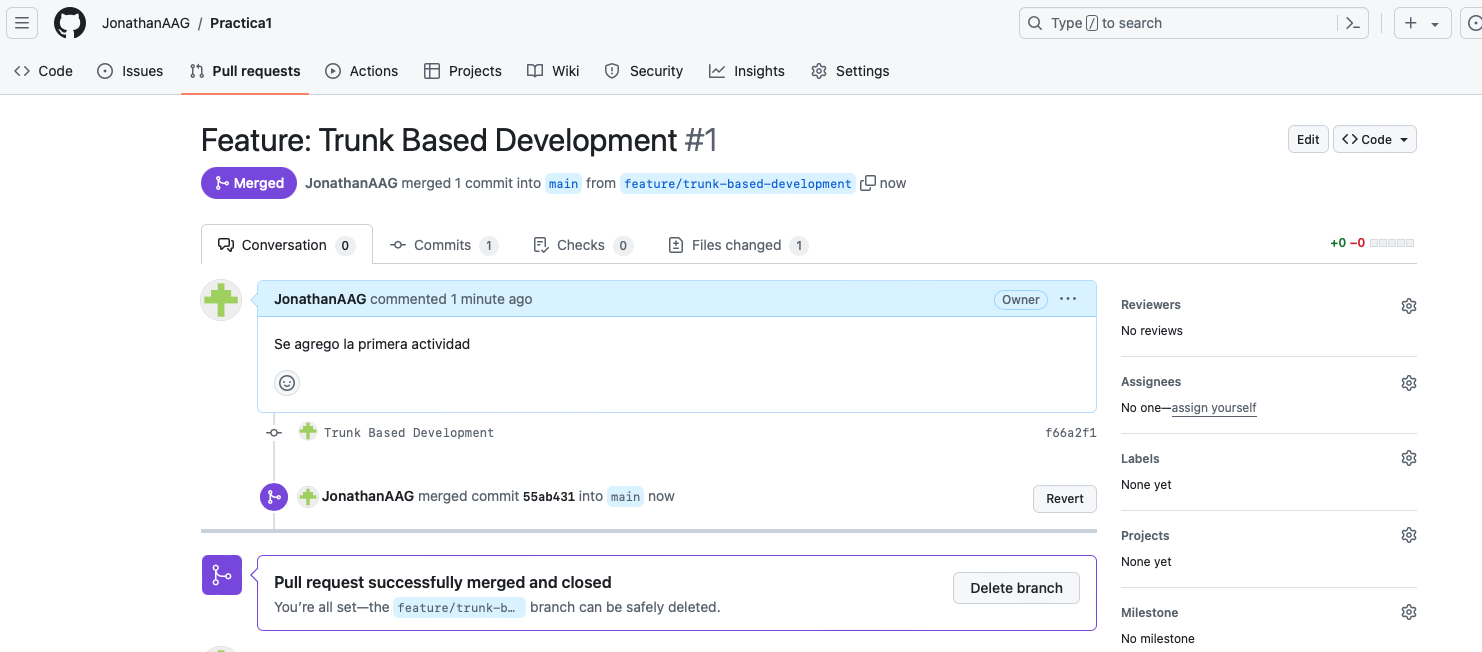 JonathanAAG / Practica1
Type / to search
Code Issues Pull requests Actions Projects Wiki Security Insights Settings
Feature: Trunk Based Development #1
Edit
Code
Merged JonathanAAG merged 1 commit into main from feature/trunk-based-development now
Conversation 0 Commits 1 Checks 0 Files changed 1
+0 −0
JonathanAAG commented 1 minute ago
Owner
Se agrego la primera actividad
Trunk Based Development f66a2f1
JonathanAAG merged commit 55ab431 into main now
Revert
Pull request successfully merged and closed
You’re all set—the feature/trunk-b… branch can be safely deleted.
Delete branch
Reviewers
No reviews
Assignees
No one—assign yourself
Labels
None yet
Projects
None yet
Milestone
No milestone